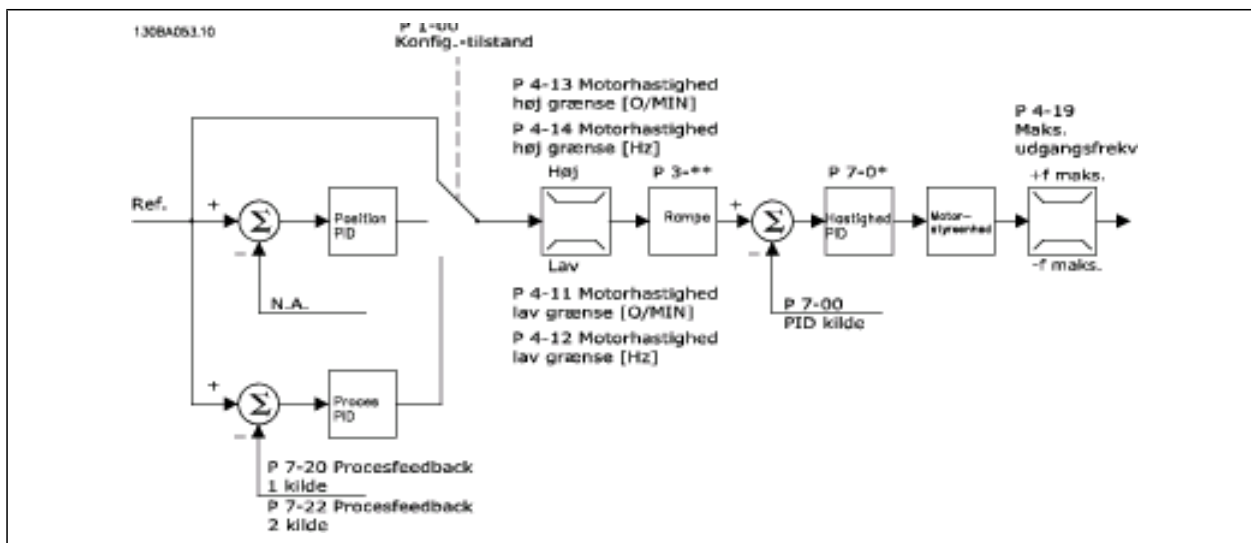 130BA053.10
P 1-00
Konfig.-tilstand
P 4-13 Motorhastighed
høj grænse [O/MIN]
P 4-14 Motorhastighed
høj grænse [Hz]
P 4-19
Maks.
udgangsfrekv
Høj
P 3-**
P 7-0*
+f maks.
Ref.
+
Σ
Position
PID
Rampe
+
Σ
Hastighed
PID
Motor-
styreenhed
−
−
Lav
-f maks.
N.A.
P 4-11 Motorhastighed
lav grænse [O/MIN]
P 7-00
PID kilde
P 4-12 Motorhastighed
lav grænse [Hz]
+
Σ
Proces
PID
−
P 7-20 Procesfeedback
1 kilde
P 7-22 Procesfeedback
2 kilde